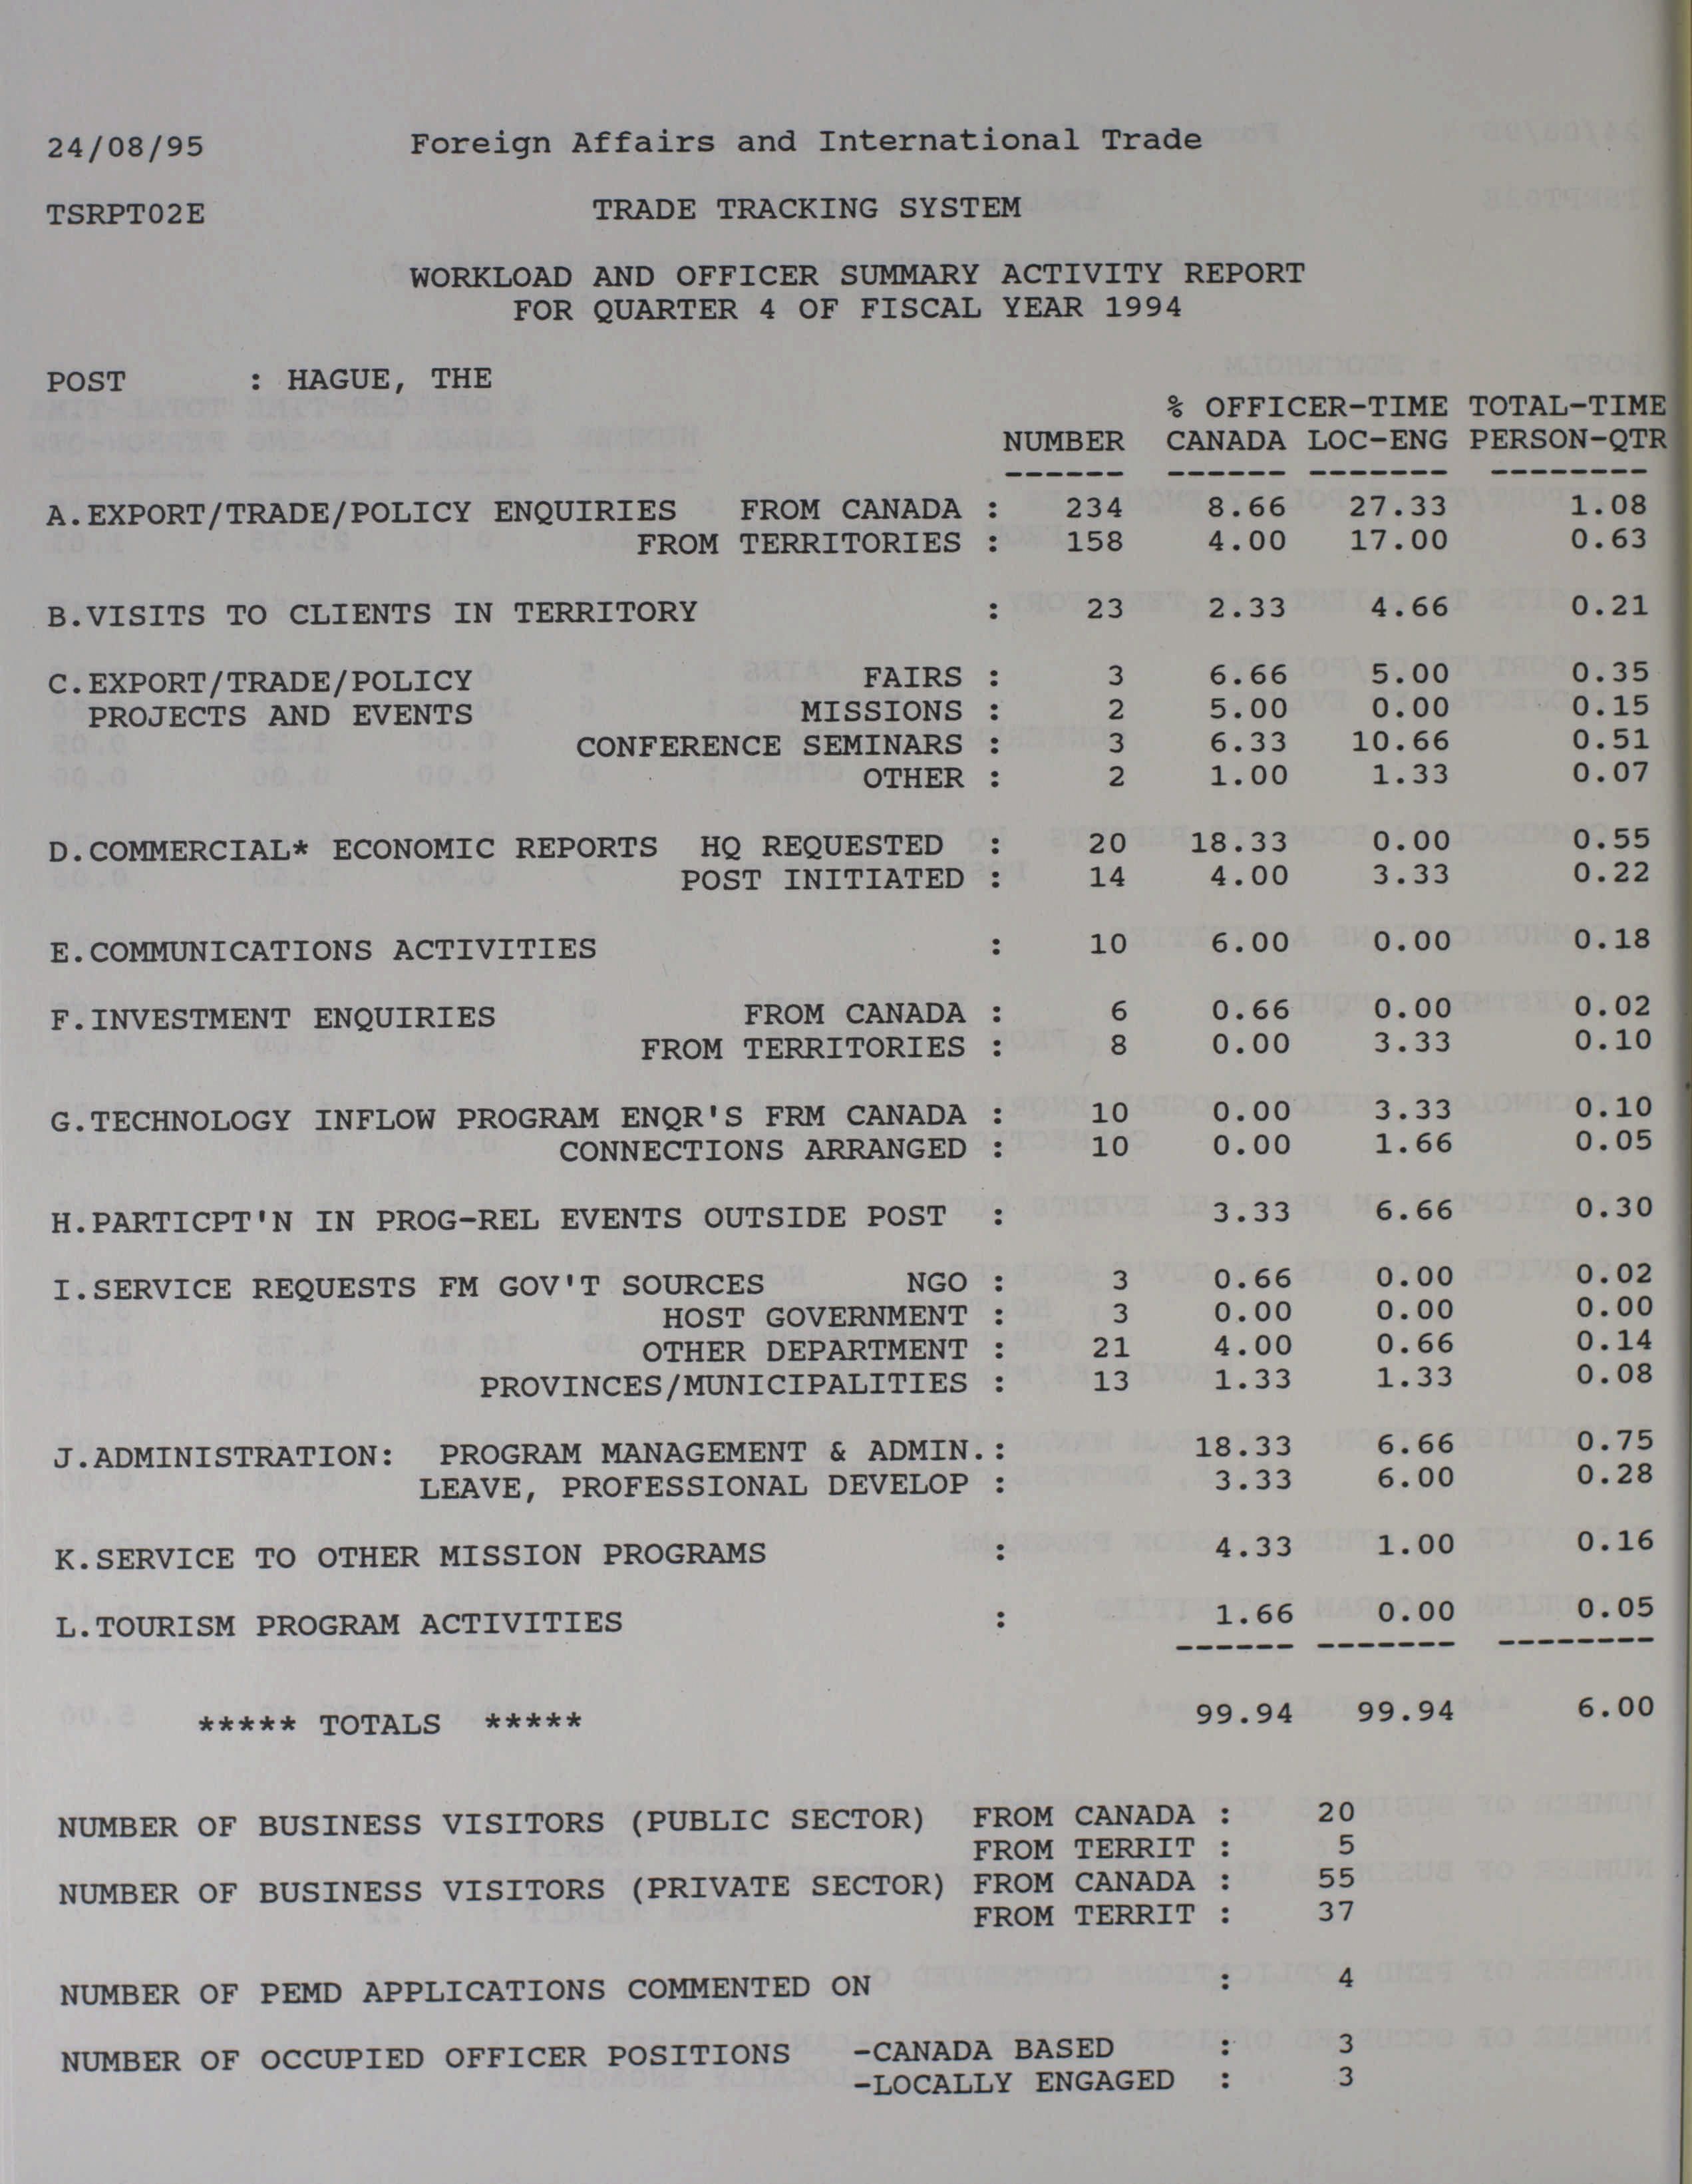 24/08/95 Foreign Affairs and International Trade
TSRPT02E TRADE TRACKING SYSTEM
WORKLOAD AND OFFICER SUMMARY ACTIVITY REPORT
FOR QUARTER 4 OF FISCAL YEAR 1994
POST : HAGUE, THE
% OFFICER-TIME TOTAL-TIME
NUMBER CANADA LOC-ENG PERSON-QTR
------ ------ ------- --------
A.EXPORT/TRADE/POLICY ENQUIRIES FROM CANADA : 234 8.66 27.33 1.08
FROM TERRITORIES : 158 4.00 17.00 0.63
B.VISITS TO CLIENTS IN TERRITORY : 23 2.33 4.66 0.21
C.EXPORT/TRADE/POLICY FAIRS : 3 6.66 5.00 0.35
PROJECTS AND EVENTS MISSIONS : 2 5.00 0.00 0.15
CONFERENCE SEMINARS : 3 6.33 10.66 0.51
OTHER : 2 1.00 1.33 0.07
D.COMMERCIAL* ECONOMIC REPORTS HQ REQUESTED : 20 18.33 0.00 0.55
POST INITIATED : 14 4.00 3.33 0.22
E.COMMUNICATIONS ACTIVITIES : 10 6.00 0.00 0.18
F.INVESTMENT ENQUIRIES FROM CANADA : 6 0.66 0.00 0.02
FROM TERRITORIES : 8 0.00 3.33 0.10
G.TECHNOLOGY INFLOW PROGRAM ENQR'S FRM CANADA : 10 0.00 3.33 0.10
CONNECTIONS ARRANGED : 10 0.00 1.66 0.05
H.PARTICPT'N IN PROG-REL EVENTS OUTSIDE POST : 3.33 6.66 0.30
I.SERVICE REQUESTS FM GOV'T SOURCES NGO : 3 0.66 0.00 0.02
HOST GOVERNMENT : 3 0.00 0.00 0.00
OTHER DEPARTMENT : 21 4.00 0.66 0.14
PROVINCES/MUNICIPALITIES : 13 1.33 1.33 0.08
J.ADMINISTRATION: PROGRAM MANAGEMENT & ADMIN.: 18.33 6.66 0.75
LEAVE, PROFESSIONAL DEVELOP : 3.33 6.00 0.28
K.SERVICE TO OTHER MISSION PROGRAMS : 4.33 1.00 0.16
L.TOURISM PROGRAM ACTIVITIES : 1.66 0.00 0.05
------ ------- --------
***** TOTALS ***** 99.94 99.94 6.00
NUMBER OF BUSINESS VISITORS (PUBLIC SECTOR) FROM CANADA : 20
FROM TERRIT : 5
NUMBER OF BUSINESS VISITORS (PRIVATE SECTOR) FROM CANADA : 55
FROM TERRIT : 37
NUMBER OF PEMD APPLICATIONS COMMENTED ON : 4
NUMBER OF OCCUPIED OFFICER POSITIONS -CANADA BASED : 3
-LOCALLY ENGAGED : 3